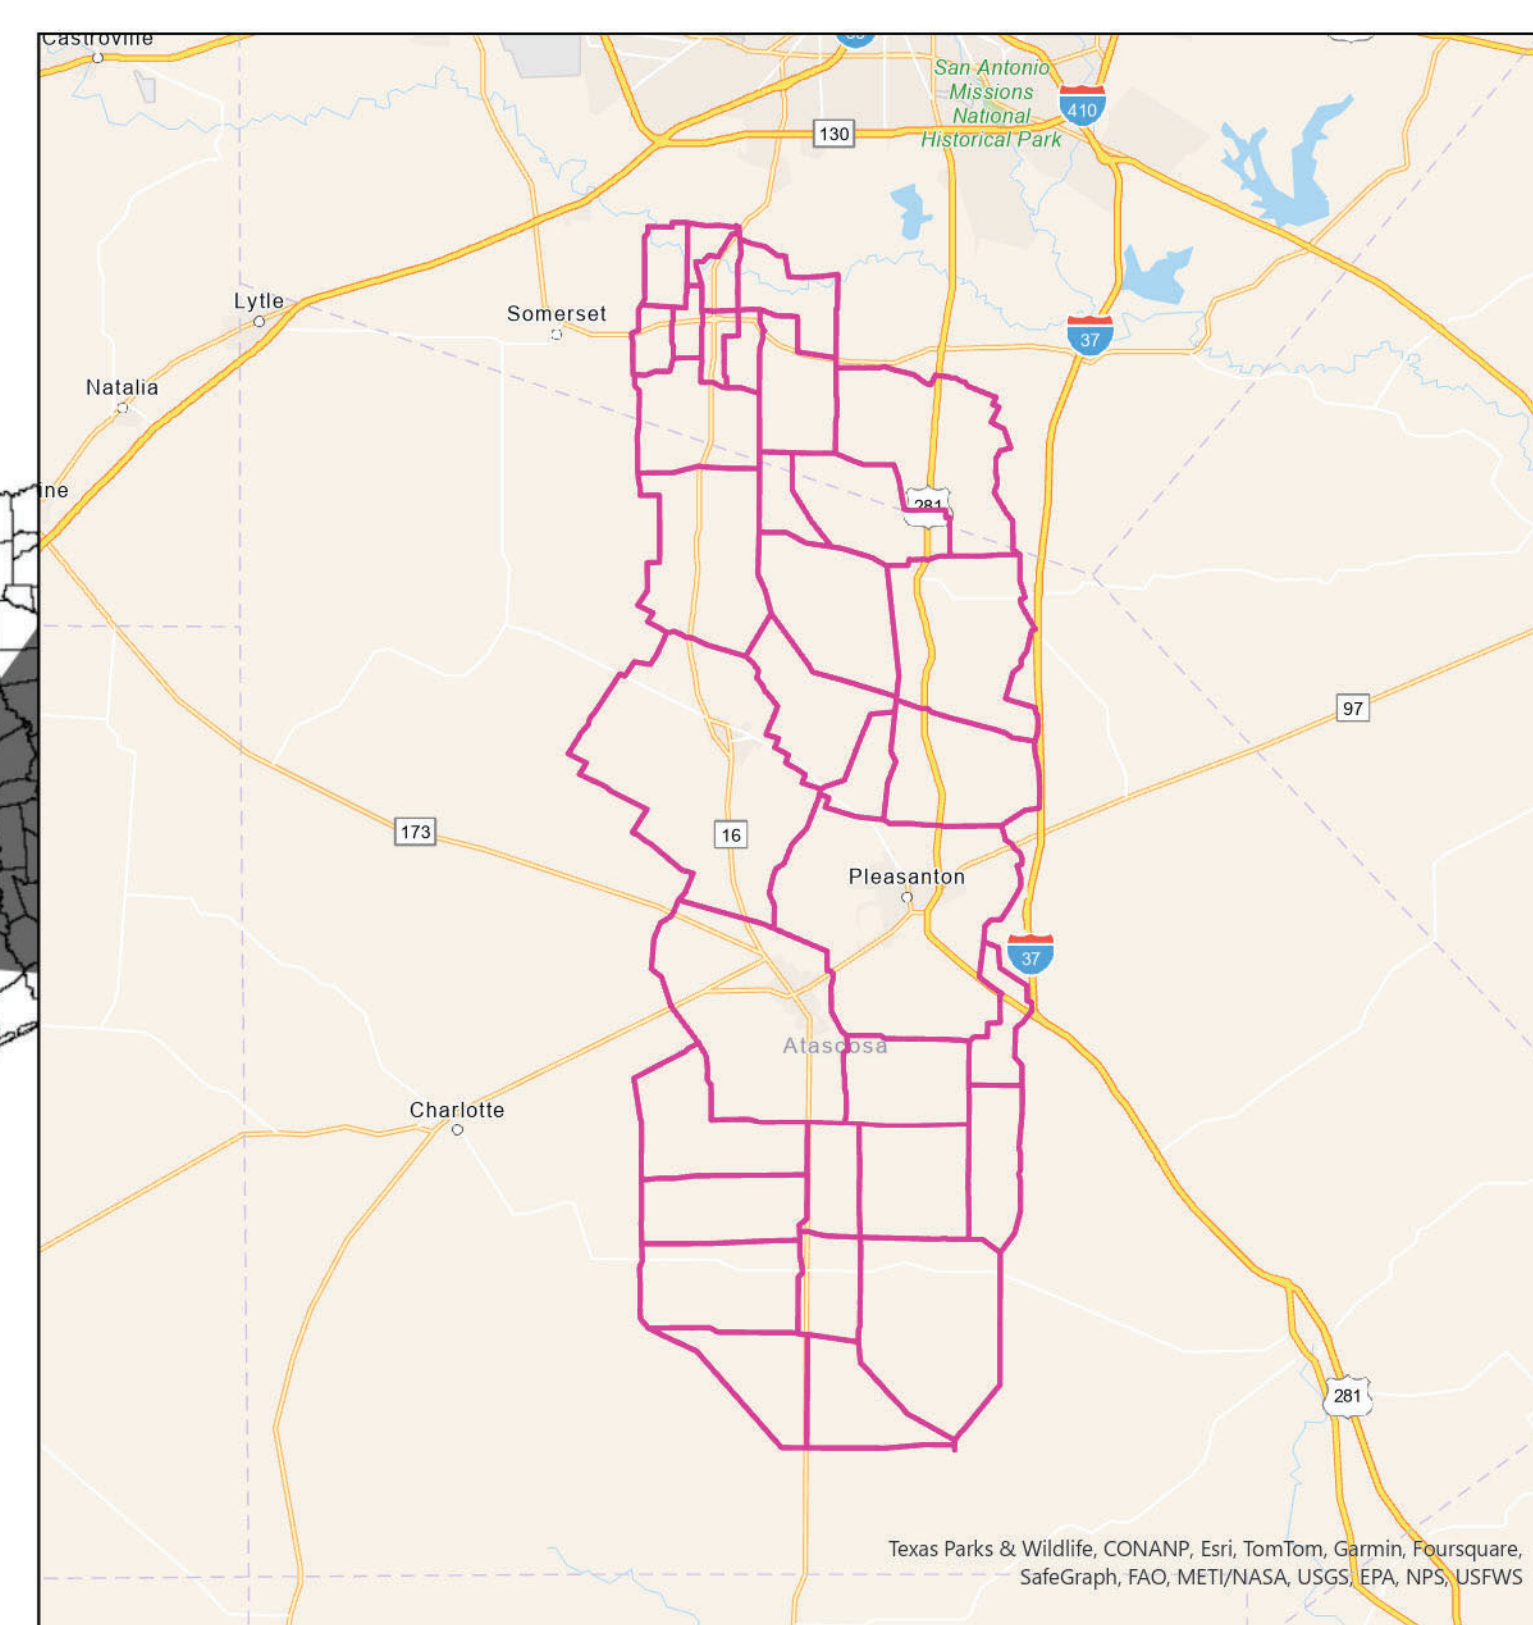 Castroville
San Antonio
Missions
National
Historical Park
410
130
Lytle
Somerset
37
Natalia
ine
281
97
173
16
Pleasanton
37
Atascosa
Charlotte
281
Texas Parks & Wildlife, CONANP, Esri, TomTom, Garmin, Foursquare,
SafeGraph, FAO, METI/NASA, USGS, EPA, NPS, USFWS